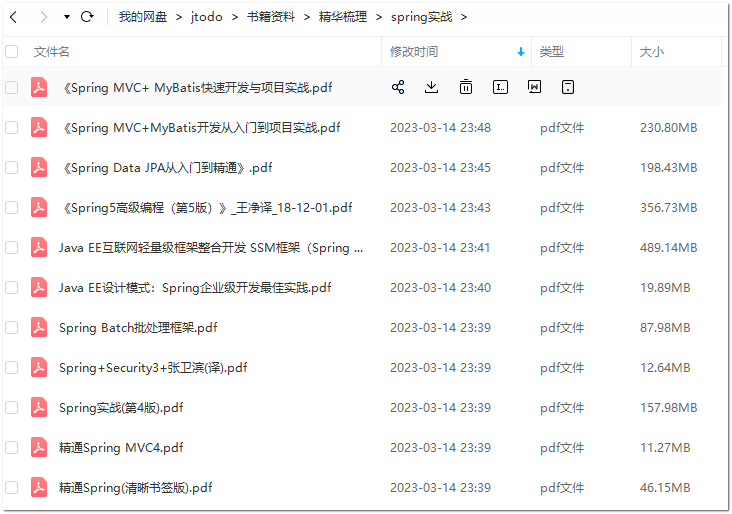 我的网盘 > jtodo > 书籍资料 > 精华梳理 > spring实战 >
文件名 修改时间 类型 大小
《Spring MVC+ MyBatis快速开发与项目实战.pdf
《Spring MVC+MyBatis开发从入门到项目实战.pdf 2023-03-14 23:48 pdf文件 230.80MB
《Spring Data JPA从入门到精通》.pdf 2023-03-14 23:45 pdf文件 198.43MB
《Spring5高级编程（第5版）》_王净译_18-12-01.pdf 2023-03-14 23:43 pdf文件 356.73MB
Java EE互联网轻量级框架整合开发 SSM框架（Spring ... 2023-03-14 23:41 pdf文件 489.14MB
Java EE设计模式：Spring企业级开发最佳实践.pdf 2023-03-14 23:40 pdf文件 19.89MB
Spring Batch批处理框架.pdf 2023-03-14 23:39 pdf文件 87.98MB
Spring+Security3+张卫滨(译).pdf 2023-03-14 23:39 pdf文件 12.64MB
Spring实战(第4版).pdf 2023-03-14 23:39 pdf文件 157.98MB
精通Spring MVC4.pdf 2023-03-14 23:39 pdf文件 11.27MB
精通Spring(清晰书签版).pdf 2023-03-14 23:39 pdf文件 46.15MB